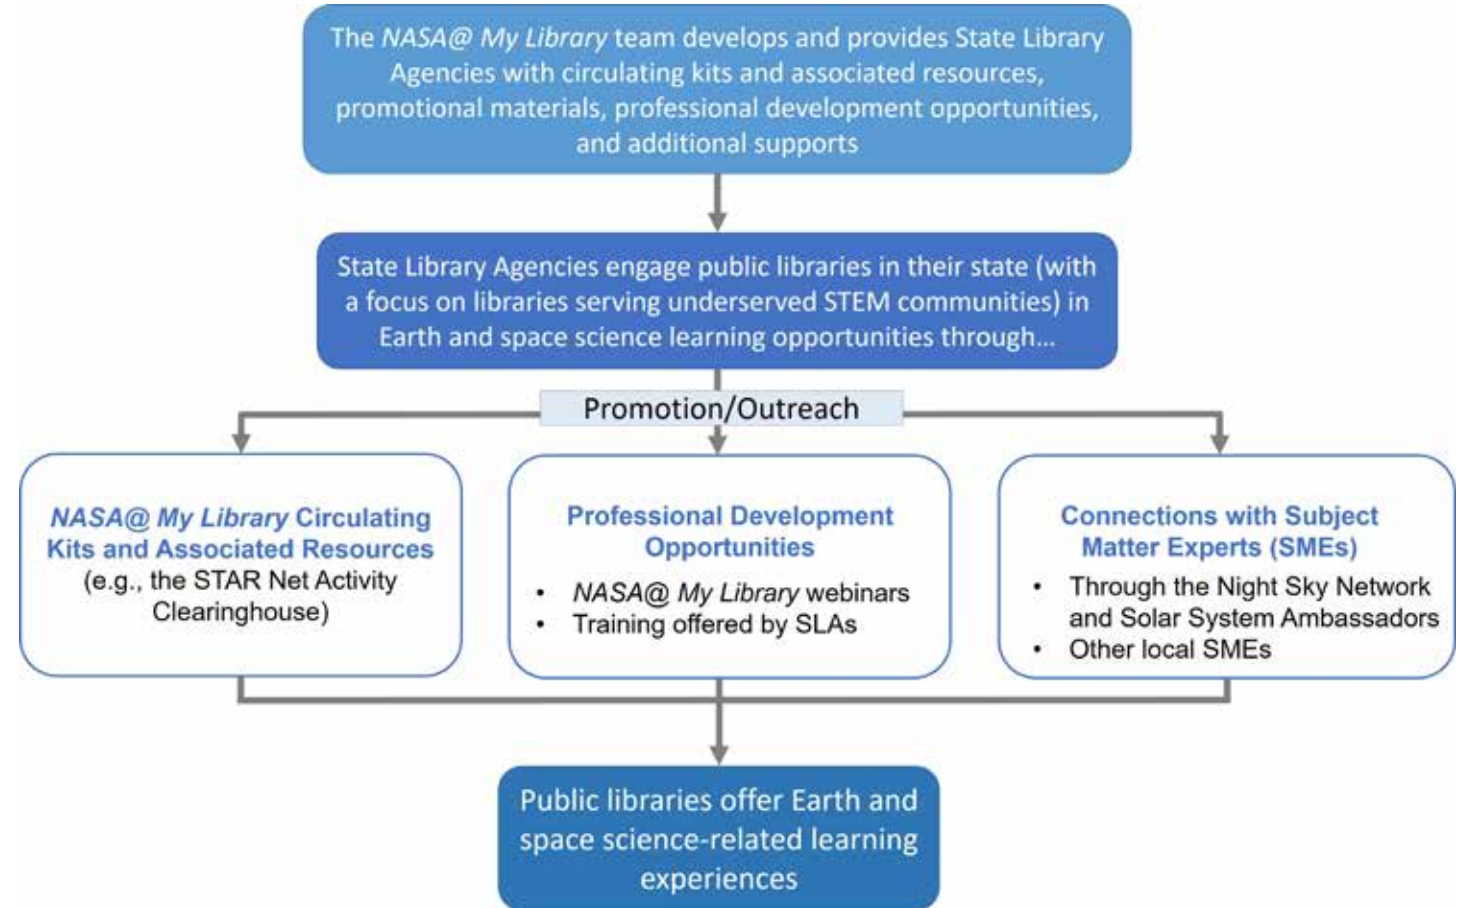 The NASA@ My Library team develops and provides State Library
Agencies with circulating kits and associated resources,
promotional materials, professional development opportunities,
and additional supports
State Library Agencies engage public libraries in their state (with
a focus on libraries serving underserved STEM communities) in
Earth and space science learning opportunities through...
Promotion/Outreach
NASA@ My Library Circulating
Kits and Associated Resources
(e.g., the STAR Net Activity
Clearinghouse)
Professional Development
Opportunities
• NASA@ My Library webinars
• Training offered by SLAs
Connections with Subject
Matter Experts (SMEs)
• Through the Night Sky Network
and Solar System Ambassadors
• Other local SMEs
Public libraries offer Earth and
space science-related learning
experiences